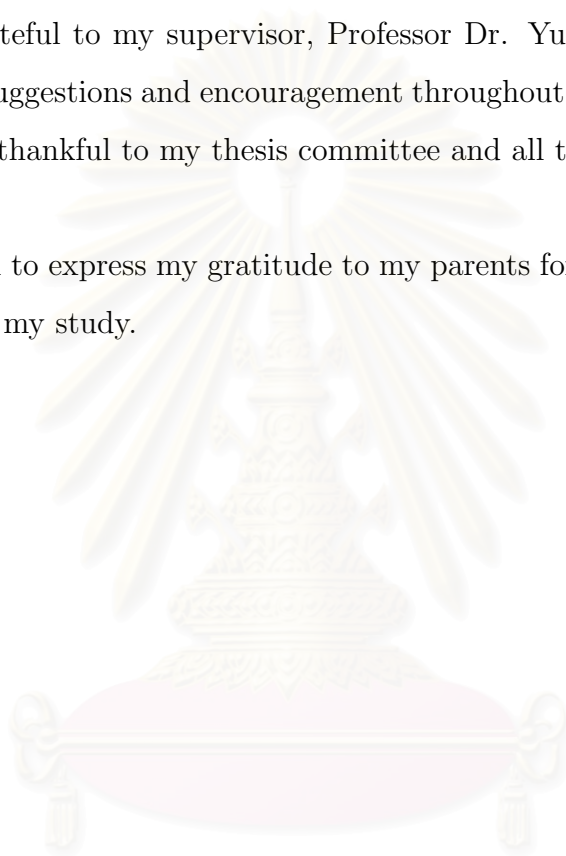 teful to my supervisor, Professor Dr. Yu
uggestions and encouragement throughout
thankful to my thesis committee and all t
to express my gratitude to my parents for
my study.